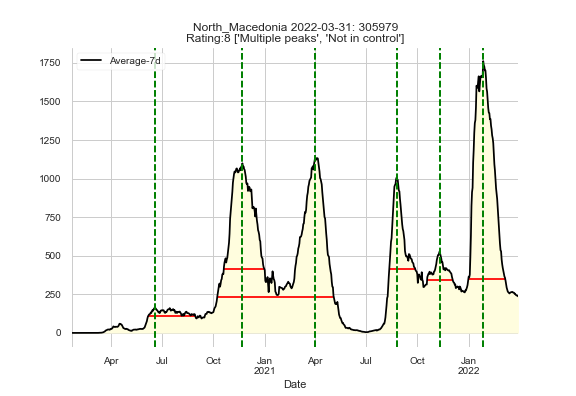 North_Macedonia 2022-03-31: 305979
Rating:8 ['Multiple peaks', 'Not in control']
Average-7d
1750
1500
1250
1000
750
500
250
0
Apr Jul Oct Jan Apr Jul Oct Jan
2021 2022
Date